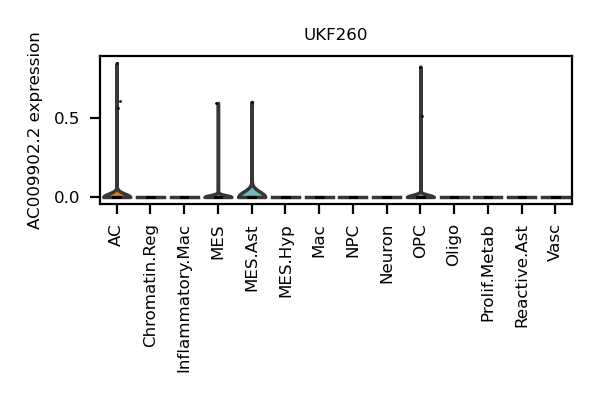 UKF260
AC009902.2 expression
0.5
0.0
AC
Chromatin.Reg
Inflammatory.Mac
MES
MES.Ast
MES.Hyp
Mac
NPC
Neuron
OPC
Oligo
Prolif.Metab
Reactive.Ast
Vasc